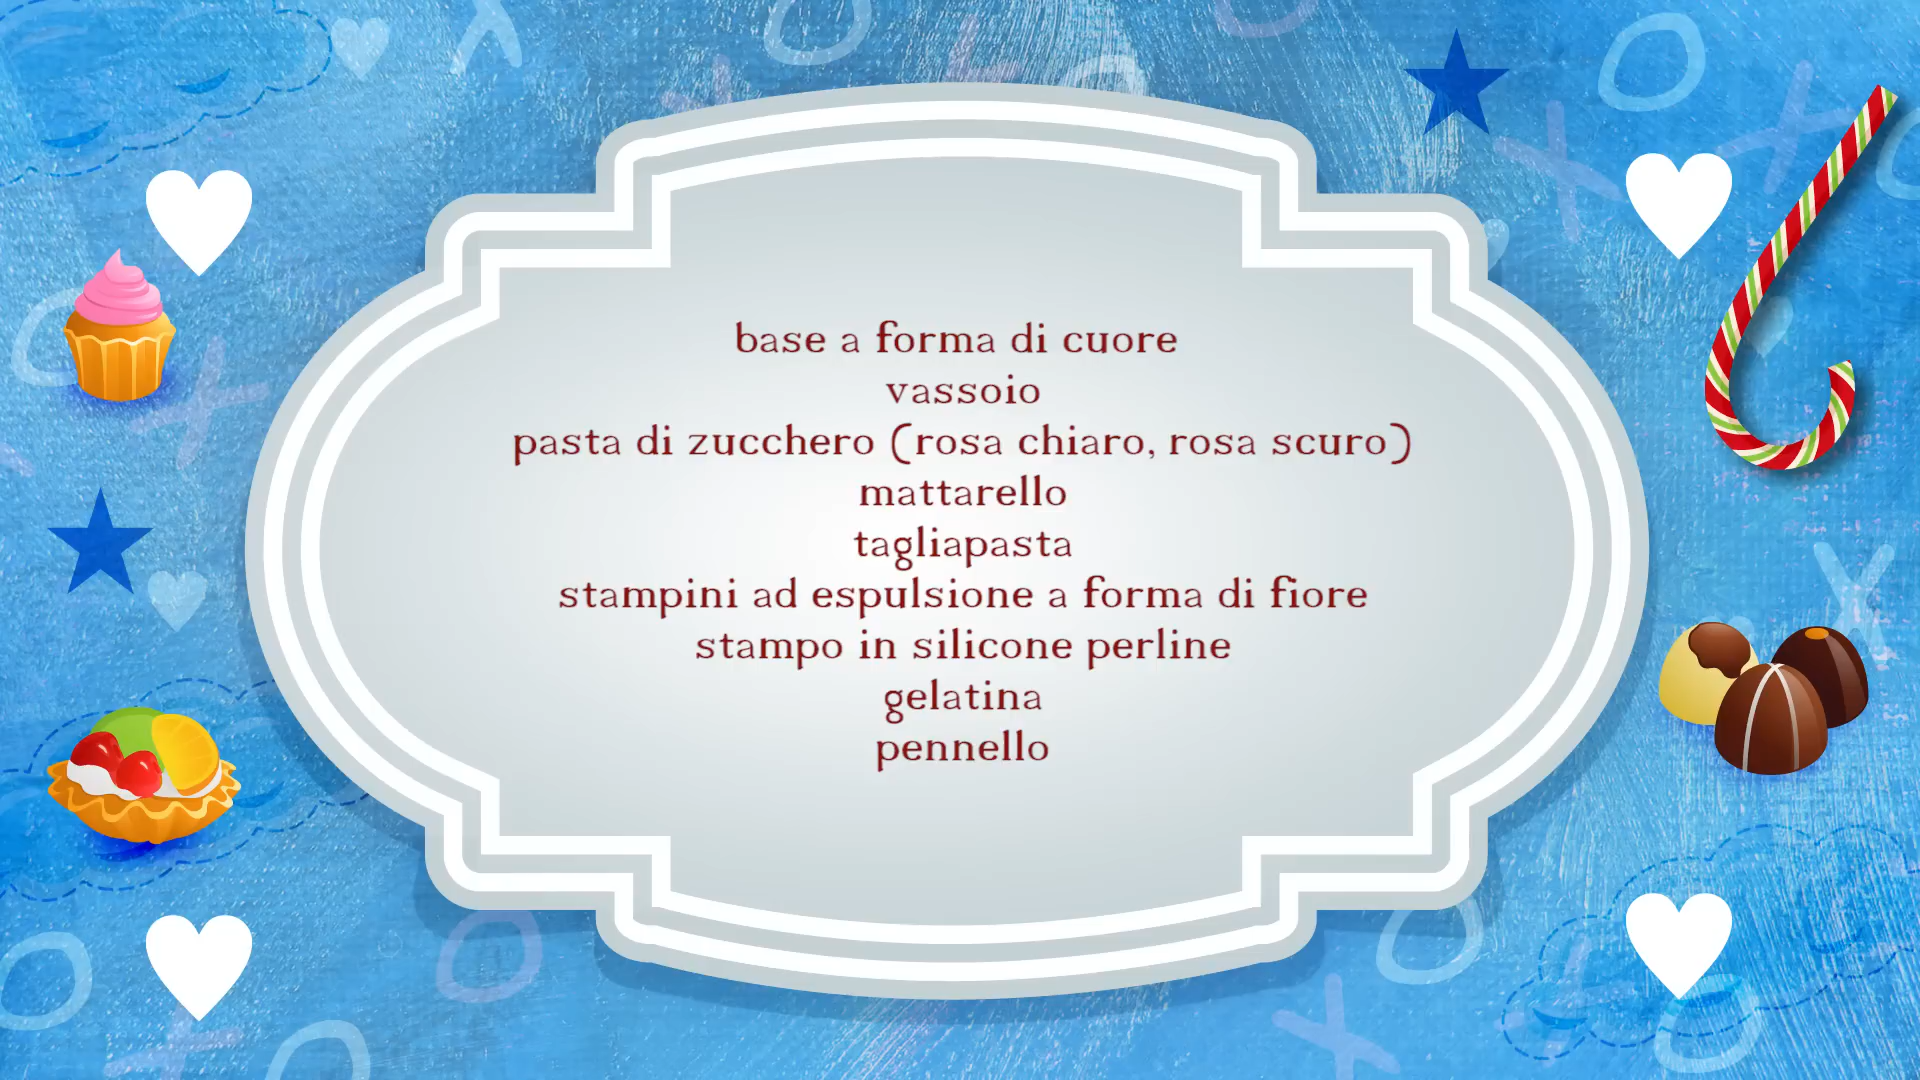 base a forma di cuore
vassoio
pasta di zucchero (rosa chiaro, rosa scuro)
mattarello
tagliapasta
stampini ad espulsione a forma di fiore
stampo in silicone perline
gelatina
pennello